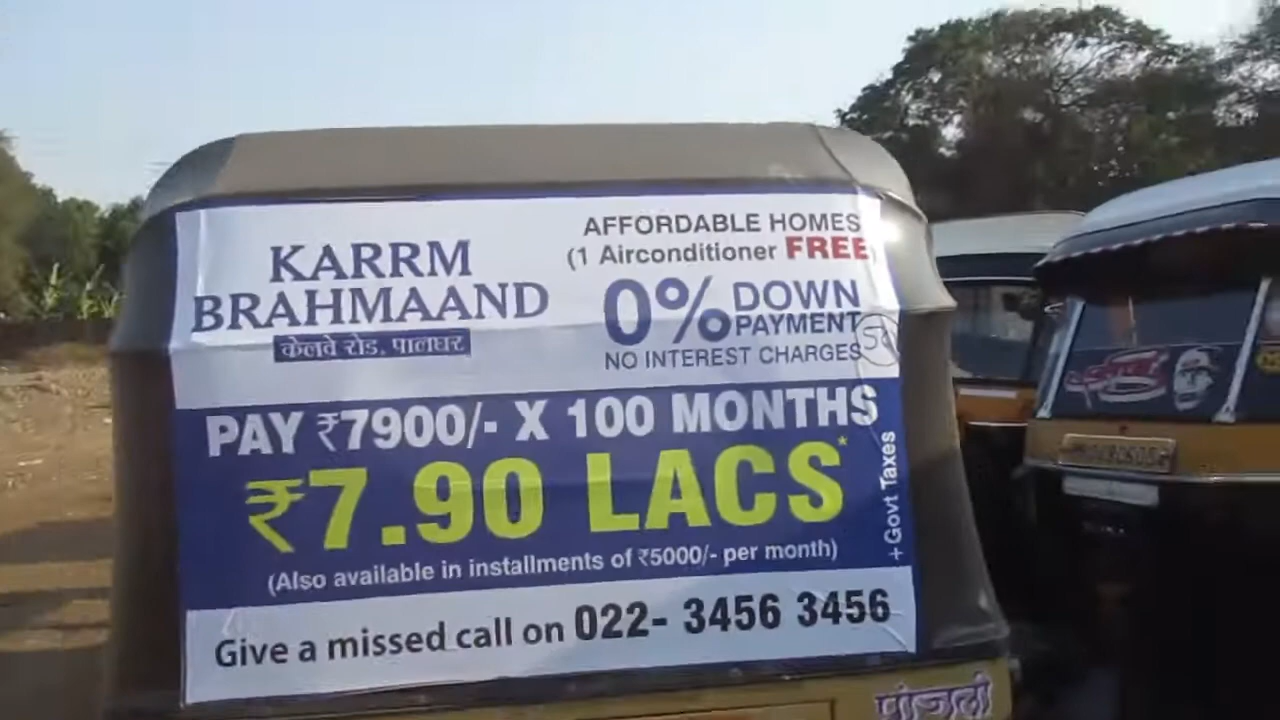 KARRM
BRAHMAAND
केलवे रोड, पालघर
AFFORDABLE HOMES
(1 Airconditioner FREE)
0% DOWN
PAYMENT
NO INTEREST CHARGES
PAY ₹7900/- X 100 MONTHS
₹7.90 LACS*
+ Govt Taxes
(Also available in installments of ₹5000/- per month)
Give a missed call on 022- 3456 3456